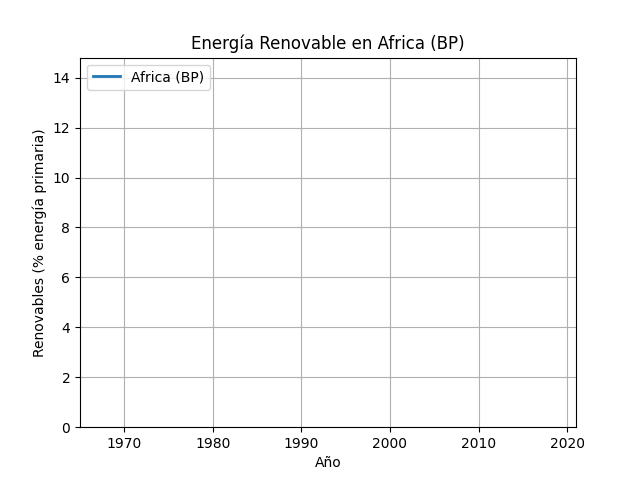 Energía Renovable en Africa (BP)
Africa (BP)
Renovables (% energía primaria)
14
12
10
8
6
4
2
0
1970 1980 1990 2000 2010 2020
Año